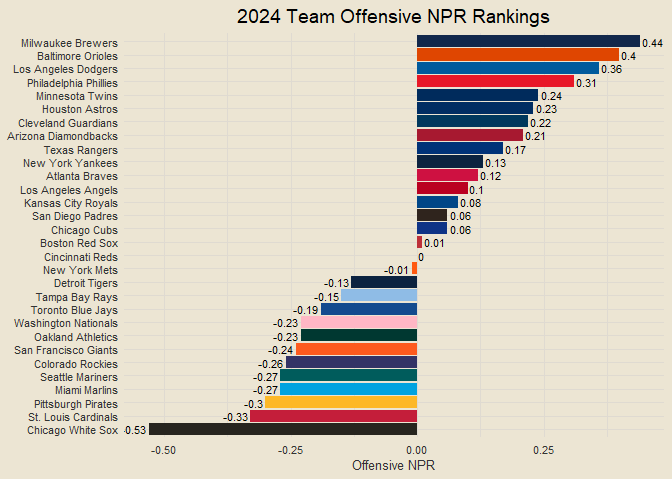 2024 Team Offensive NPR Rankings
Milwaukee Brewers 0.44
Baltimore Orioles 0.4
Los Angeles Dodgers 0.36
Philadelphia Phillies 0.31
Minnesota Twins 0.24
Houston Astros 0.23
Cleveland Guardians 0.22
Arizona Diamondbacks 0.21
Texas Rangers 0.17
New York Yankees 0.13
Atlanta Braves 0.12
Los Angeles Angels 0.1
Kansas City Royals 0.08
San Diego Padres 0.06
Chicago Cubs 0.06
Boston Red Sox 0.01
Cincinnati Reds 0
New York Mets -0.01
Detroit Tigers -0.13
Tampa Bay Rays -0.15
Toronto Blue Jays -0.19
Washington Nationals -0.23
Oakland Athletics -0.23
San Francisco Giants -0.24
Colorado Rockies -0.26
Seattle Mariners -0.27
Miami Marlins -0.27
Pittsburgh Pirates -0.3
St. Louis Cardinals -0.33
Chicago White Sox -0.53
-0.50 -0.25 0.00 0.25
Offensive NPR